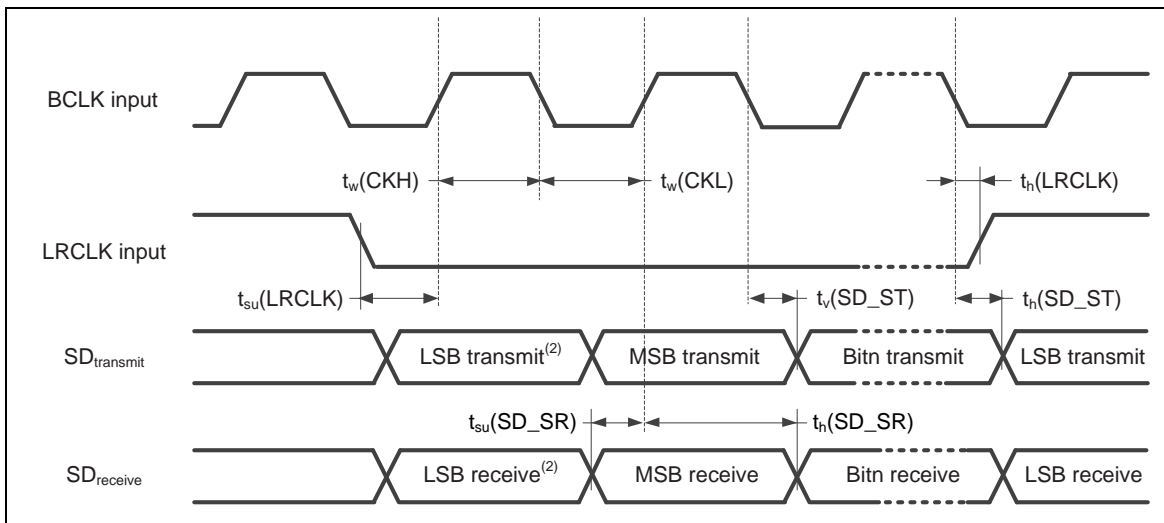 BCLK input
tw(CKH)
tw(CKL)
th(LRCLK)
LRCLK input
tsu(LRCLK)
tv(SD_ST)
th(SD_ST)
SDtransmit
LSB transmit(2)
MSB transmit
Bitn transmit
LSB transmit
tsu(SD_SR)
th(SD_SR)
SDreceive
LSB receive(2)
MSB receive
Bitn receive
LSB receive